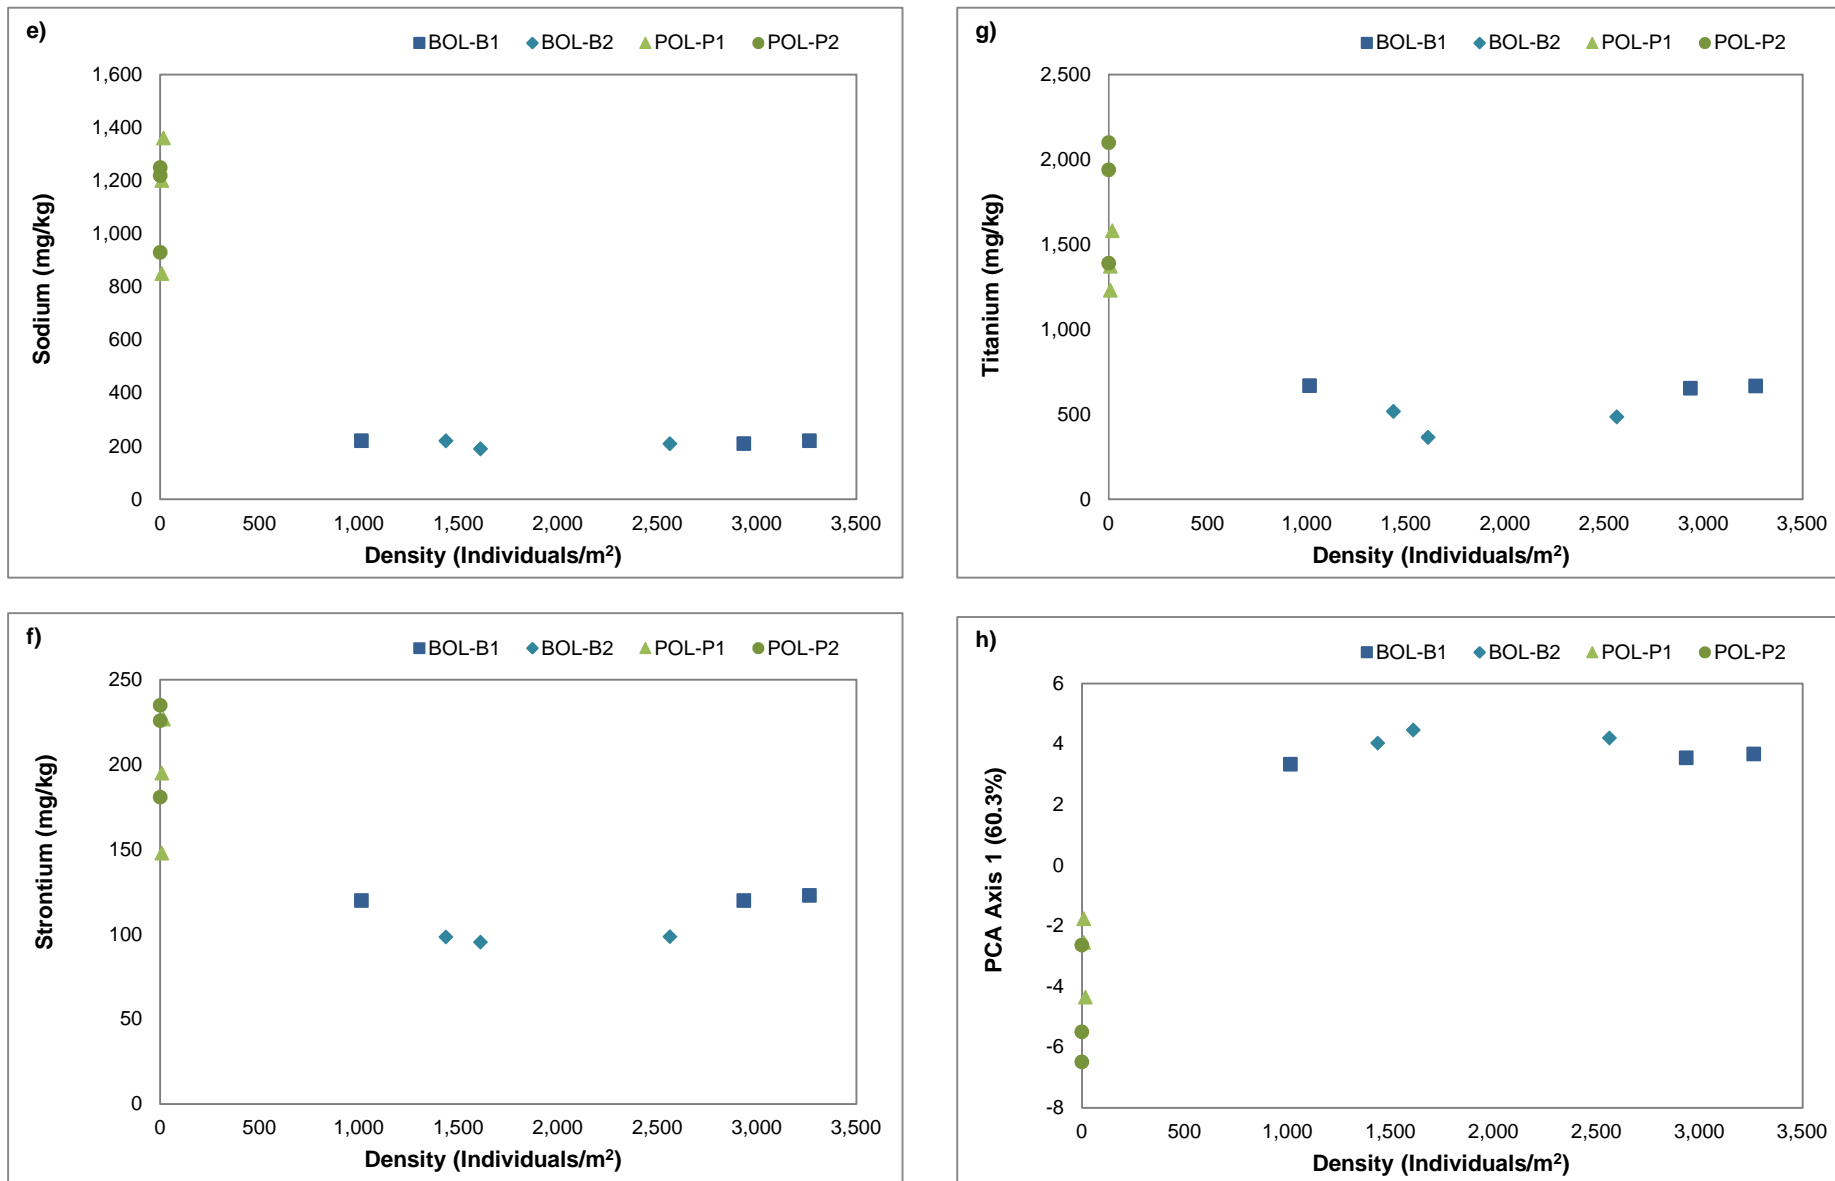 e)
BOL-B1 BOL-B2 POL-P1 POL-P2
1,600
1,400
1,200
1,000
800
600
400
200
0
Sodium (mg/kg)
0 500 1,000 1,500 2,000 2,500 3,000 3,500
Density (Individuals/m²)
g)
BOL-B1 BOL-B2 POL-P1 POL-P2
2,500
2,000
1,500
1,000
500
0
Titanium (mg/kg)
0 500 1,000 1,500 2,000 2,500 3,000 3,500
Density (Individuals/m²)
f)
BOL-B1 BOL-B2 POL-P1 POL-P2
250
200
150
100
50
0
Strontium (mg/kg)
0 500 1,000 1,500 2,000 2,500 3,000 3,500
Density (Individuals/m²)
h)
BOL-B1 BOL-B2 POL-P1 POL-P2
6
4
2
0
-2
-4
-6
-8
PCA Axis 1 (60.3%)
0 500 1,000 1,500 2,000 2,500 3,000 3,500
Density (Individuals/m²)